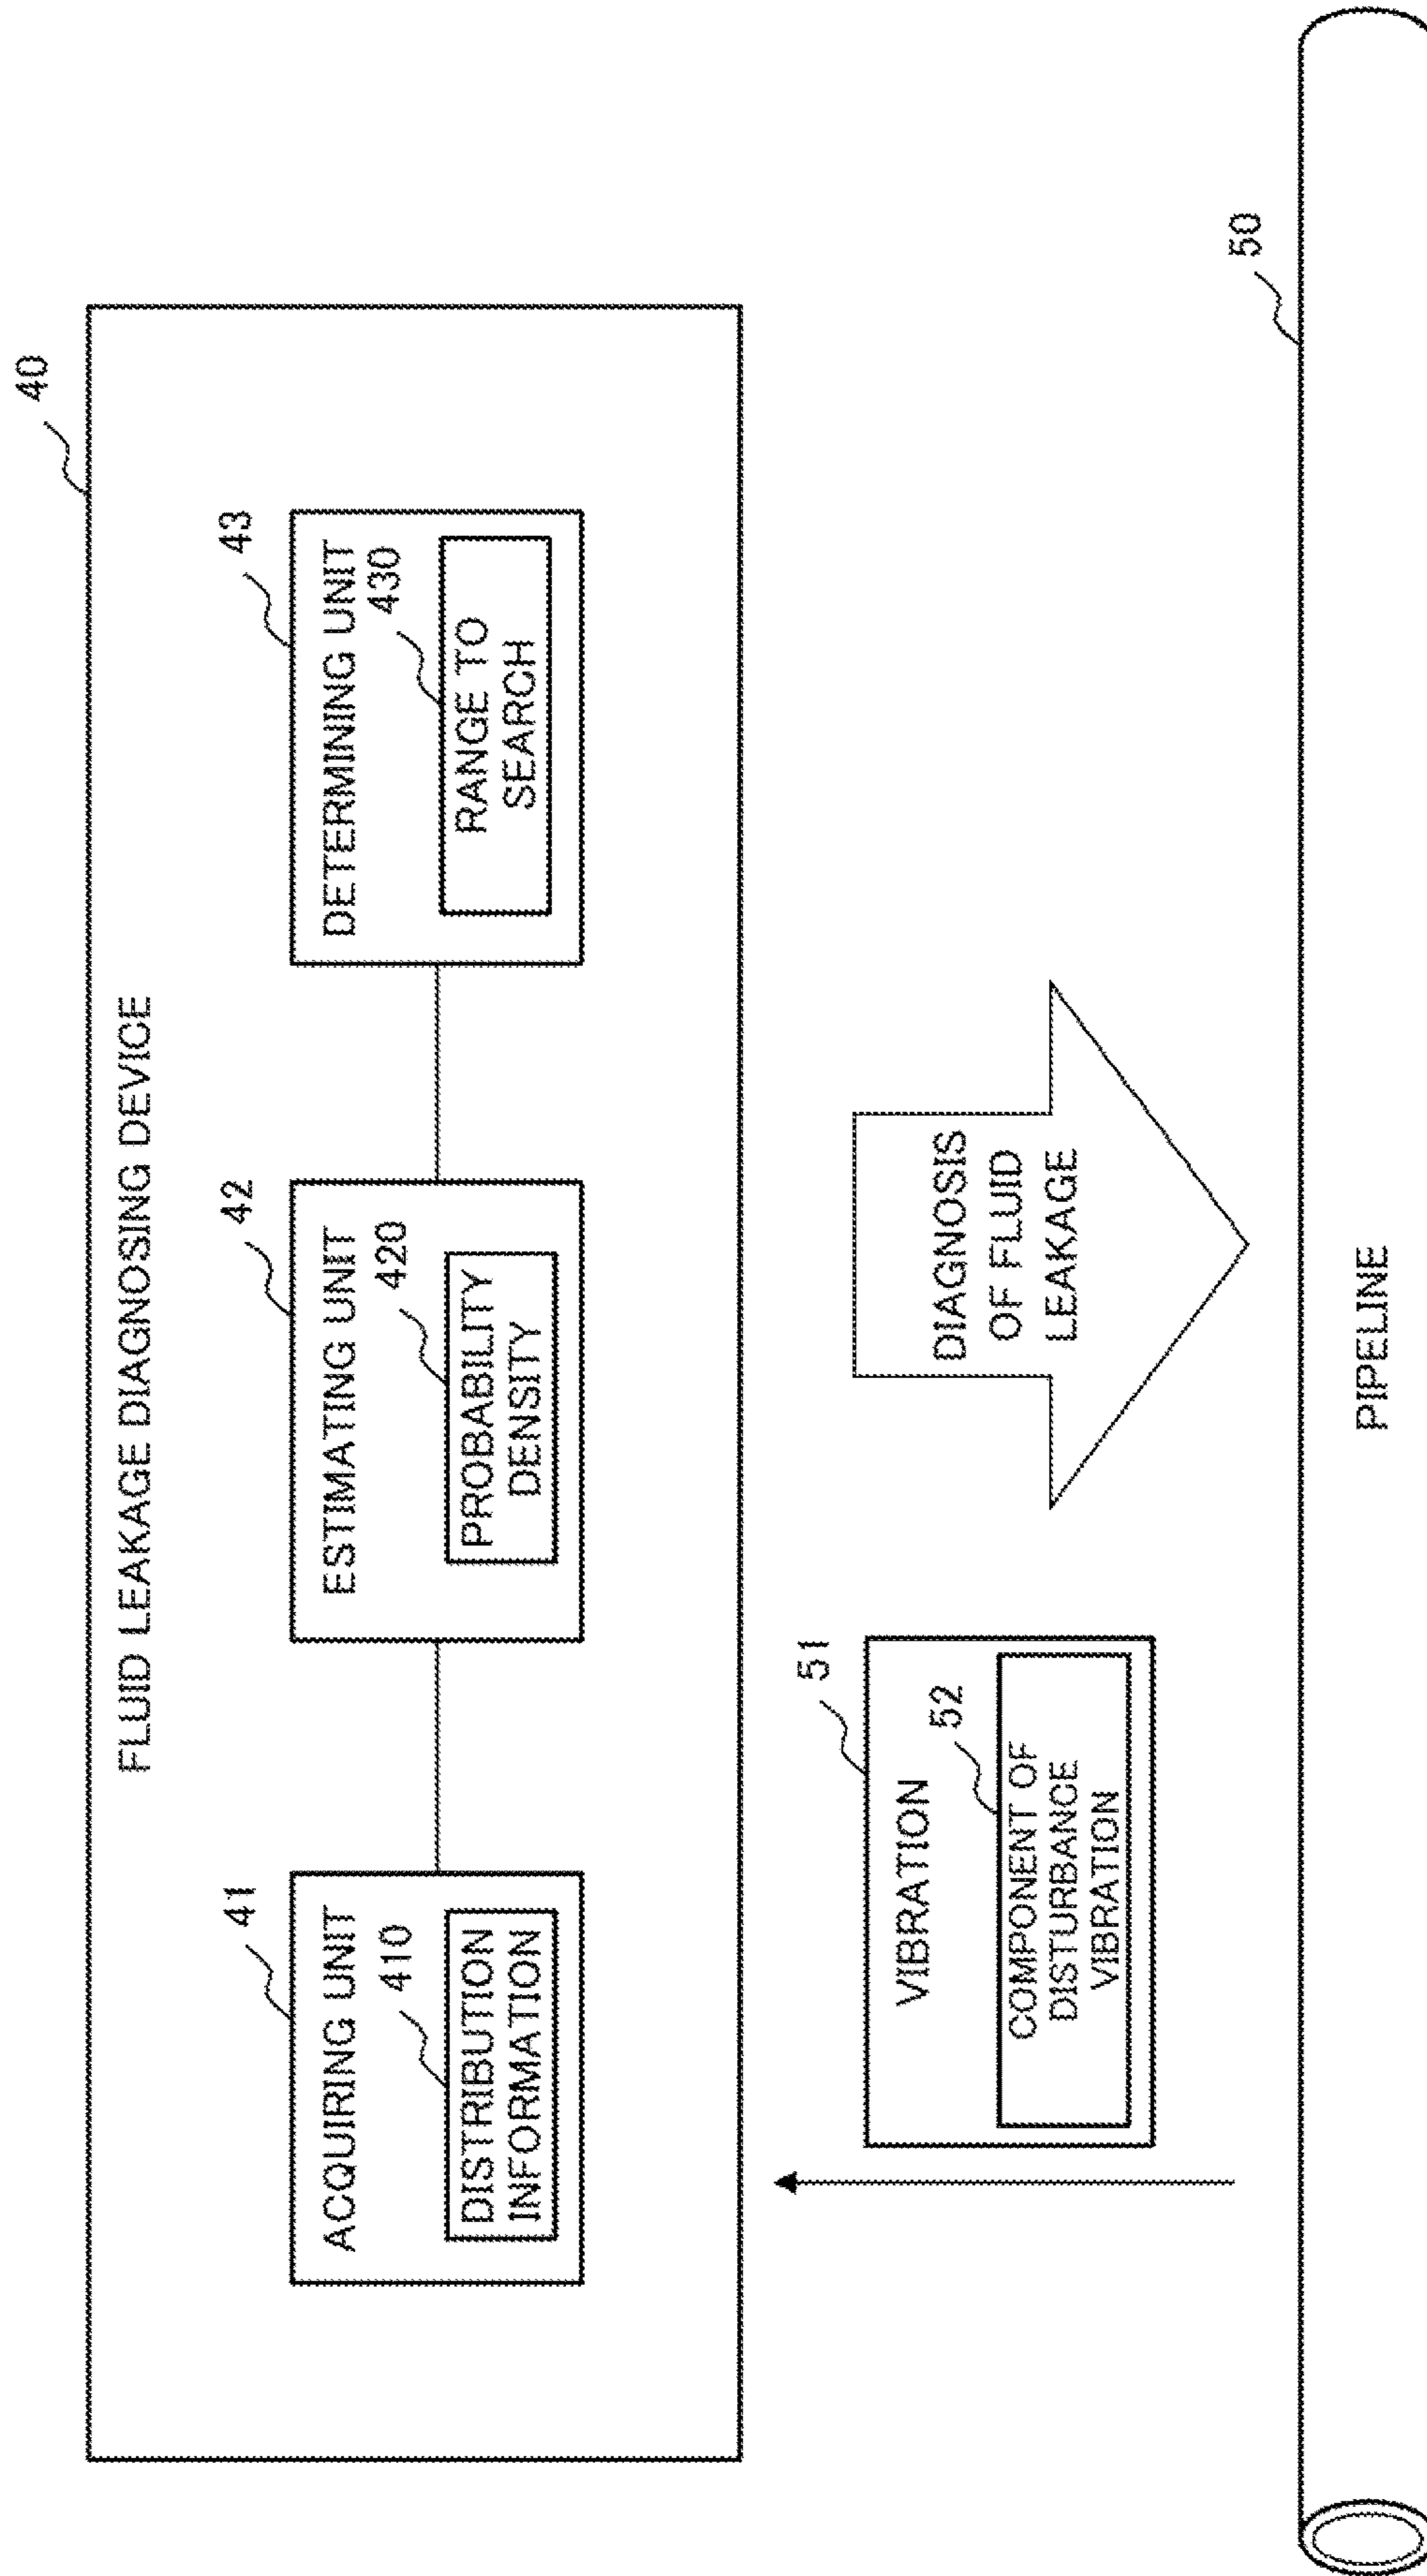 40
FLUID LEAKAGE DIAGNOSING DEVICE
41
ACQUIRING UNIT
410
DISTRIBUTION
INFORMATION
42
ESTIMATING UNIT
420
PROBABILITY
DENSITY
43
DETERMINING UNIT
430
RANGE TO
SEARCH
51
VIBRATION
52
COMPONENT OF
DISTURBANCE
VIBRATION
DIAGNOSIS
OF FLUID
LEAKAGE
50
PIPELINE